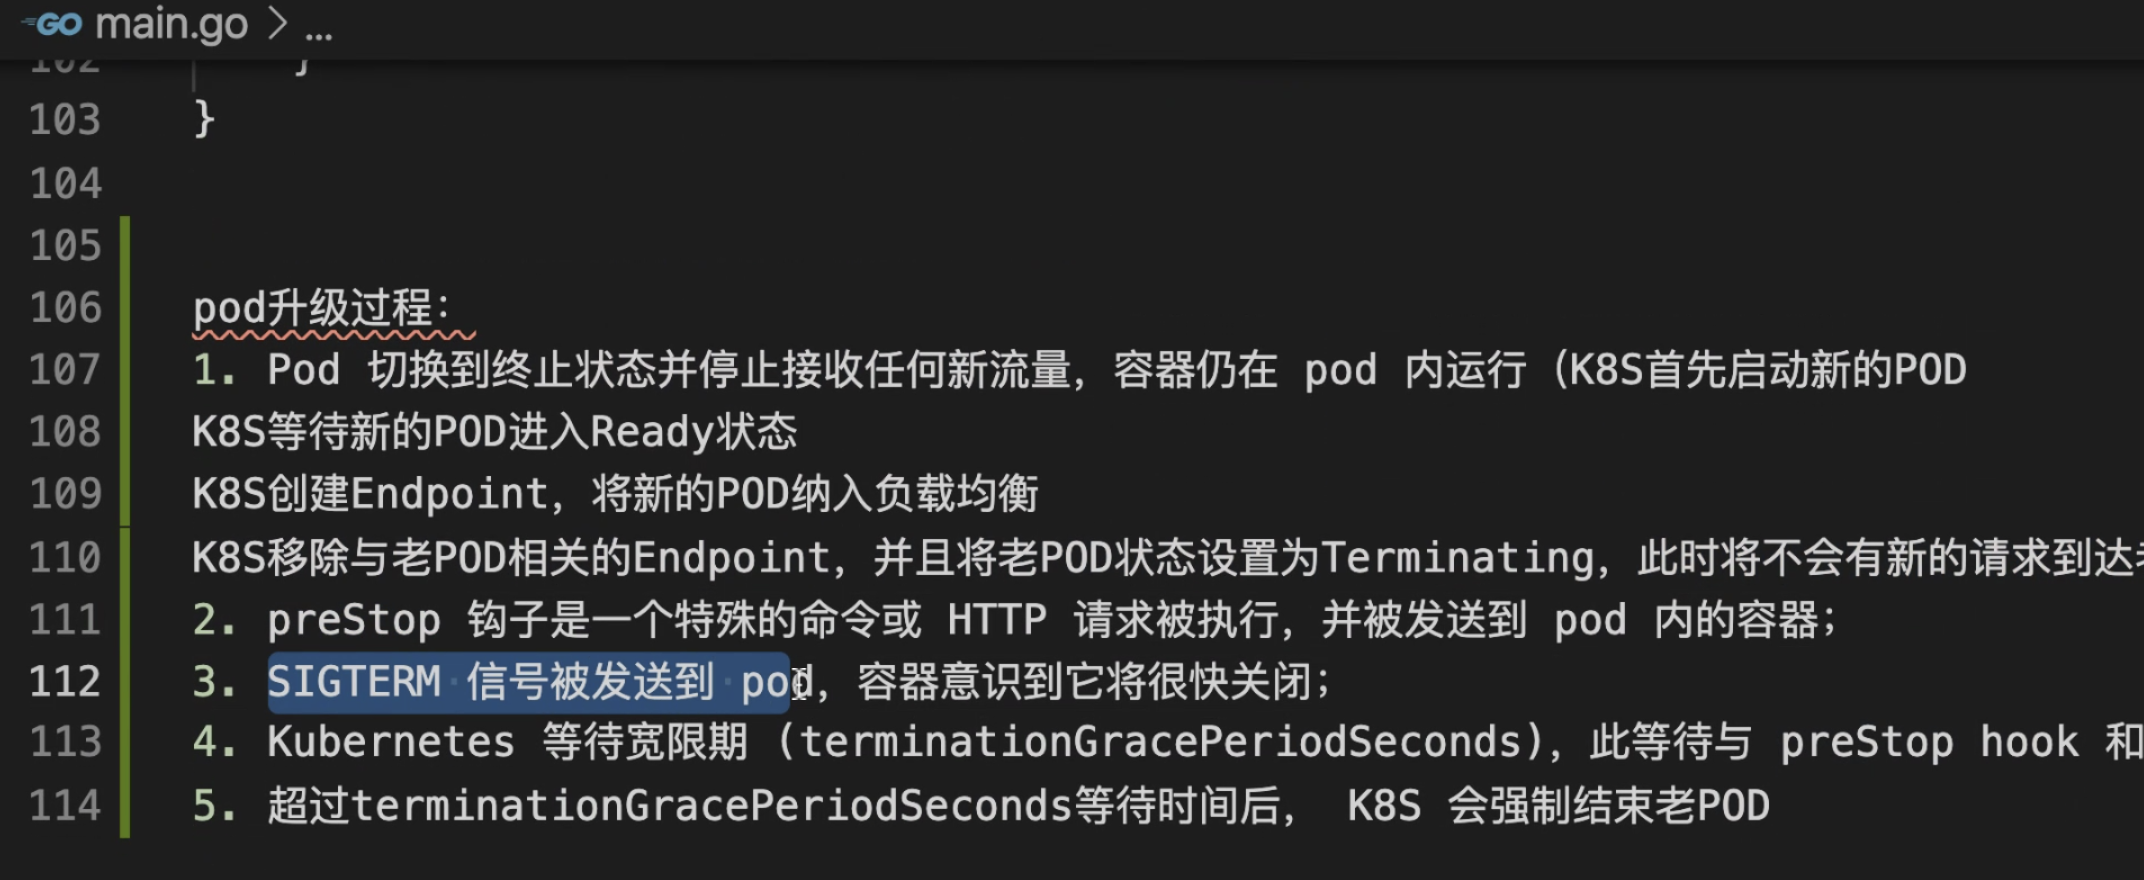 GO main.go > ...
102 }
103 }
104
105
106 pod升级过程：
107 1. Pod 切换到终止状态并停止接收任何新流量，容器仍在 pod 内运行（K8S首先启动新的POD
108 K8S等待新的POD进入Ready状态
109 K8S创建Endpoint，将新的POD纳入负载均衡
110 K8S移除与老POD相关的Endpoint，并且将老POD状态设置为Terminating，此时将不会有新的请求到达
111 2. preStop 钩子是一个特殊的命令或 HTTP 请求被执行，并被发送到 pod 内的容器；
112 3. SIGTERM 信号被发送到 pod，容器意识到它将很快关闭；
113 4. Kubernetes 等待宽限期 (terminationGracePeriodSeconds)，此等待与 preStop hook 和
114 5. 超过terminationGracePeriodSeconds等待时间后， K8S 会强制结束老POD